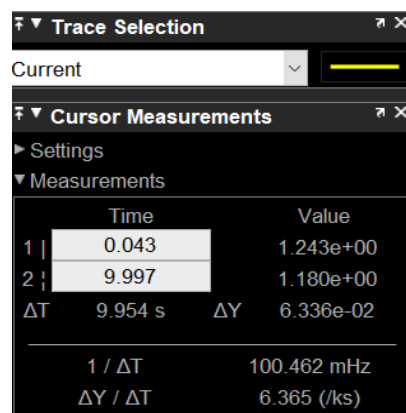 Trace Selection
Current
Cursor Measurements
Settings
Measurements
Time Value
1 | 0.043 1.243e+00
2 ¦ 9.997 1.180e+00
ΔT 9.954 s ΔY 6.336e-02
1 / ΔT 100.462 mHz
ΔY / ΔT 6.365 (/ks)